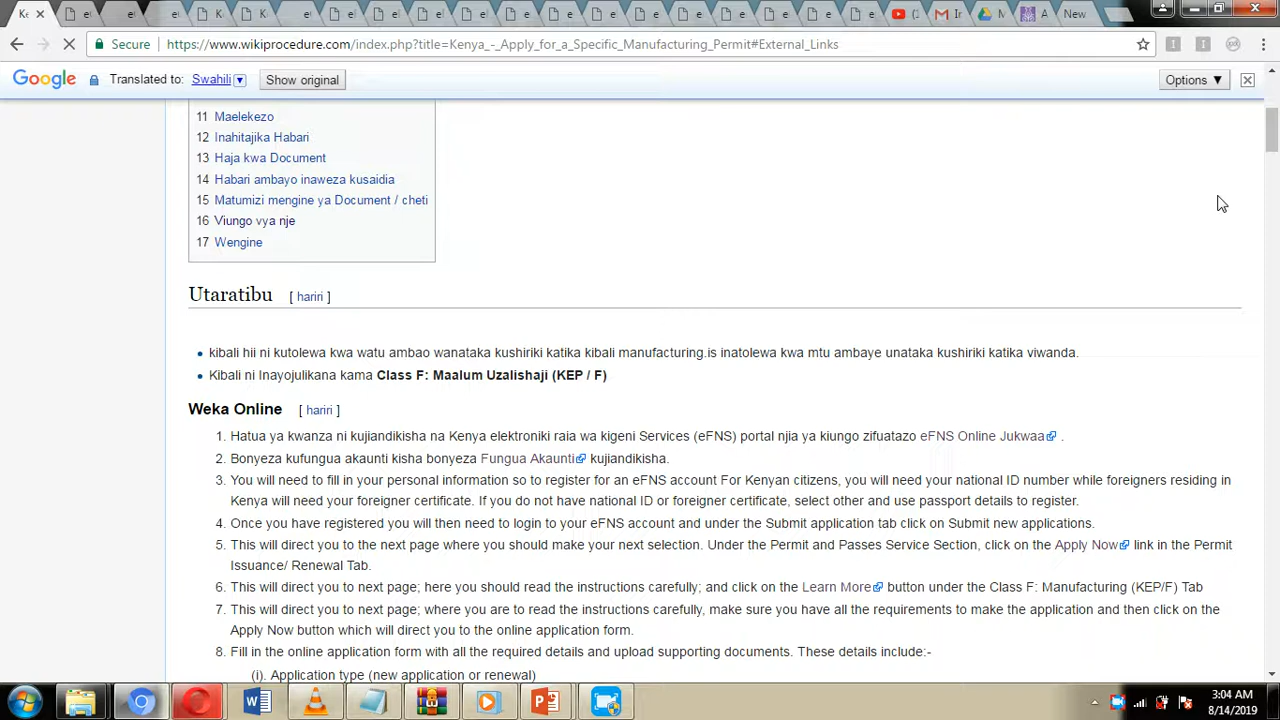 Ke
Secure
https://www.wikiprocedure.com/index.php?title=Kenya_-_Apply_for_a_Specific_Manufacturing_Permit#External_Links
New
Google
Translated to: Swahili
Show original
Options ▼
11 Maelekezo
12 Inahitajika Habari
13 Haja kwa Document
14 Habari ambayo inaweza kusaidia
15 Matumizi mengine ya Document / cheti
16 Viungo vya nje
17 Wengine
Utaratibu [ hariri ]
kibali hii ni kutolewa kwa watu ambao wanataka kushiriki katika kibali manufacturing.is inatolewa kwa mtu ambaye unataka kushiriki katika viwanda.
Kibali ni Inayojulikana kama Class F: Maalum Uzalishaji (KEP / F)
Weka Online [ hariri ]
1. Hatua ya kwanza ni kujiandikisha na Kenya elektroniki raia wa kigeni Services (eFNS) portal njia ya kiungo zifuatazo eFNS Online Jukwaa .
2. Bonyeza kufungua akaunti kisha bonyeza Fungua Akaunti kujiandikisha.
3. You will need to fill in your personal information so to register for an eFNS account For Kenyan citizens, you will need your national ID number while foreigners residing in
Kenya will need your foreigner certificate. If you do not have national ID or foreigner certificate, select other and use passport details to register.
4. Once you have registered you will then need to login to your eFNS account and under the Submit application tab click on Submit new applications.
5. This will direct you to the next page where you should make your next selection. Under the Permit and Passes Service Section, click on the Apply Now link in the Permit
Issuance/ Renewal Tab.
6. This will direct you to next page; here you should read the instructions carefully; and click on the Learn More button under the Class F: Manufacturing (KEP/F) Tab
7. This will direct you to next page; where you are to read the instructions carefully, make sure you have all the requirements to make the application and then click on the
Apply Now button which will direct you to the online application form.
8. Fill in the online application form with all the required details and upload supporting documents. These details include:-
(i). Application type (new application or renewal)
3:04 AM
8/14/2019